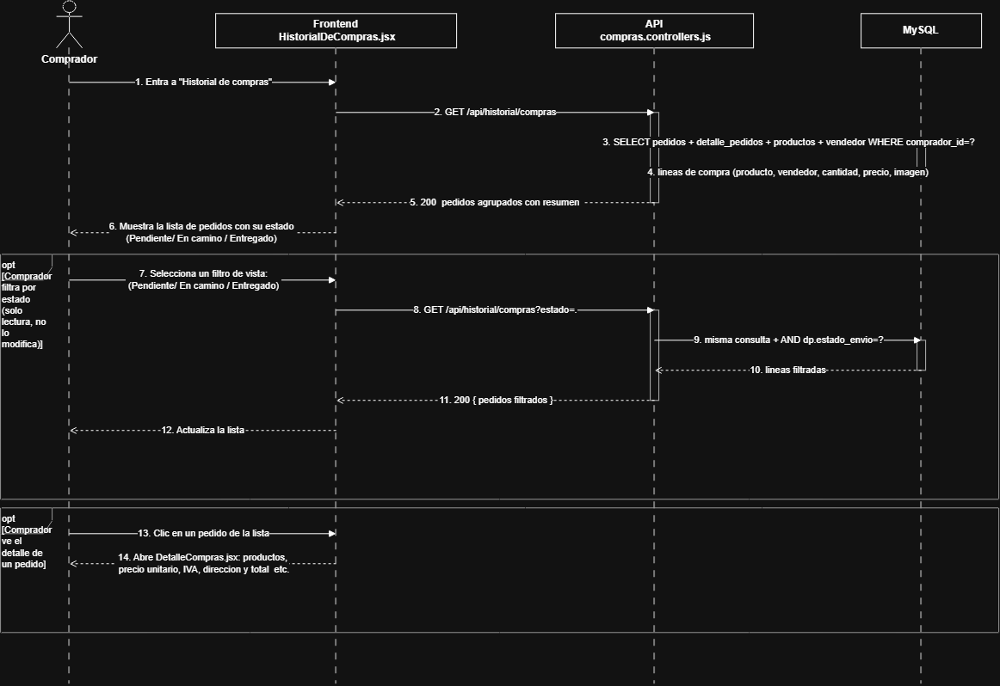 Comprador
Frontend
HistorialDeCompras.jsx
API
compras.controllers.js
MySQL
1. Entra a "Historial de compras"
2. GET /api/historial/compras
3. SELECT pedidos + detalle_pedidos + productos + vendedor WHERE comprador_id=?
4. lineas de compra (producto, vendedor, cantidad, precio, imagen)
5. 200 pedidos agrupados con resumen
6. Muestra la lista de pedidos con su estado
(Pendiente/ En camino / Entregado)
opt
[Comprador
filtra por
estado
(solo
lectura, no
lo
modifica)]
7. Selecciona un filtro de vista:
(Pendiente/ En camino / Entregado)
8. GET /api/historial/compras?estado=.
9. misma consulta + AND dp.estado_envio=?
10. lineas filtradas
11. 200 { pedidos filtrados }
12. Actualiza la lista
opt
[Comprador
ve el
detalle de
un pedido]
13. Clic en un pedido de la lista
14. Abre DetalleCompras.jsx: productos,
precio unitario, IVA, direccion y total etc.